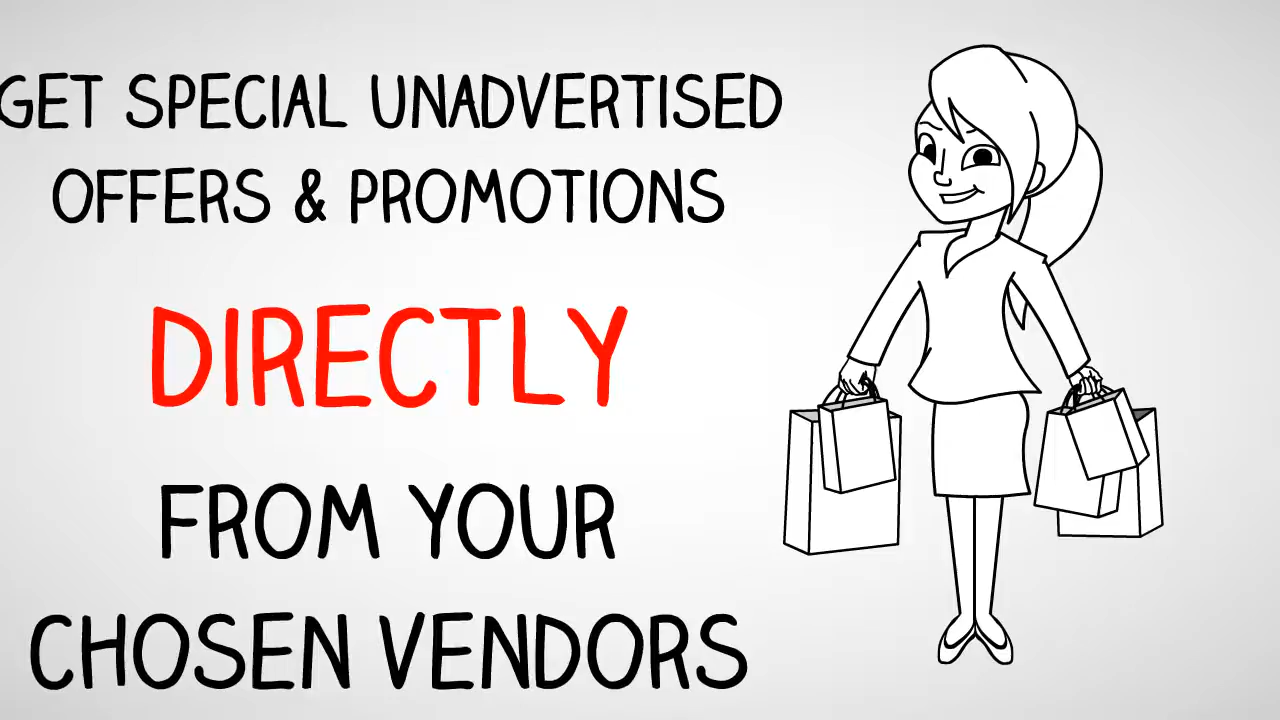 GET SPECIAL UNADVERTISED
OFFERS & PROMOTIONS
DIRECTLY
FROM YOUR
CHOSEN VENDORS